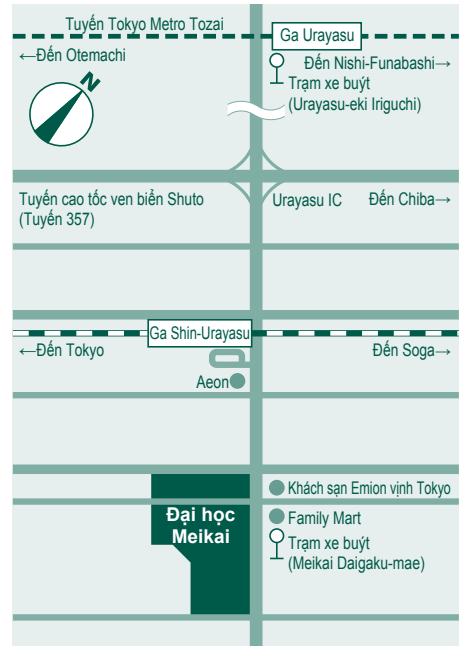 Tuyến Tokyo Metro Tozai
Ga Urayasu
←Đến Otemachi
Đến Nishi-Funabashi→
Trạm xe buýt
(Urayasu-eki Iriguchi)
N
Tuyến cao tốc ven biển Shuto
(Tuyến 357)
Urayasu IC
Đến Chiba→
Ga Shin-Urayasu
←Đến Tokyo
Đến Soga→
Aeon
Khách sạn Emion vịnh Tokyo
Đại học
Meikai
Family Mart
Trạm xe buýt
(Meikai Daigaku-mae)